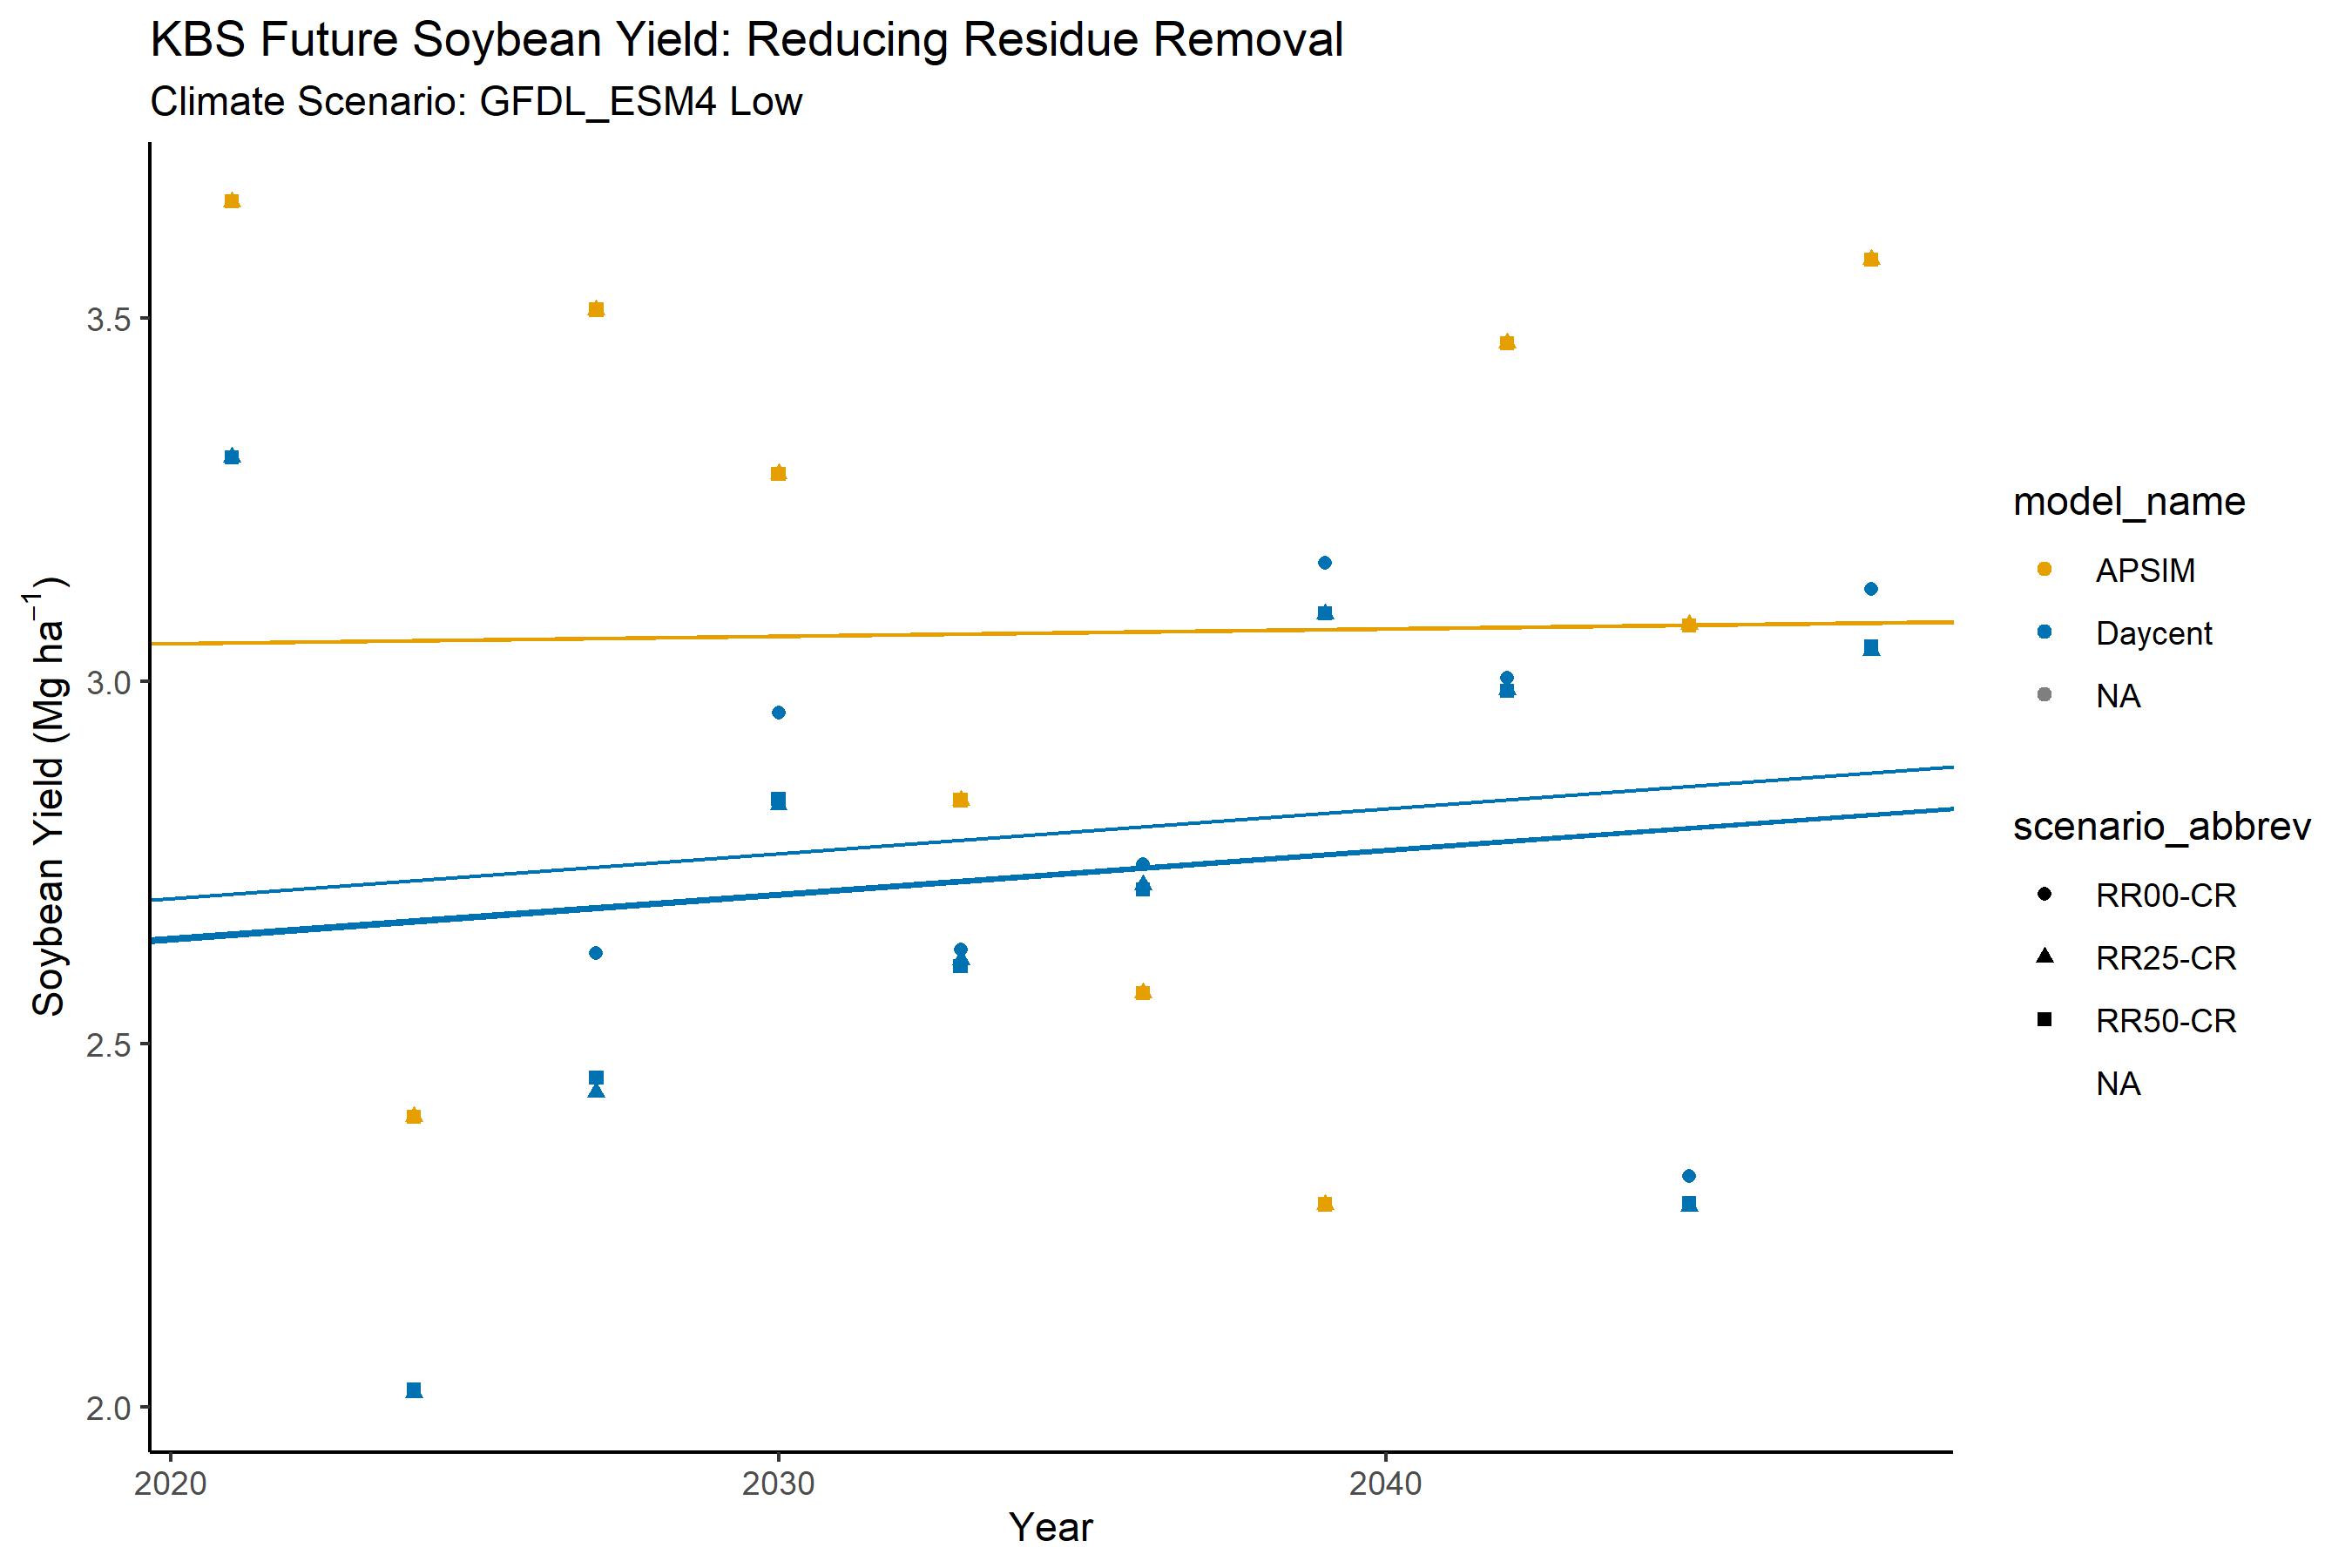 KBS Future Soybean Yield: Reducing Residue Removal
Climate Scenario: GFDL_ESM4 Low
Soybean Yield (Mg ha⁻¹)
3.5
3.0
2.5
2.0
2020
2030
2040
Year
model_name
APSIM
Daycent
NA
scenario_abbrev
RR00-CR
RR25-CR
RR50-CR
NA